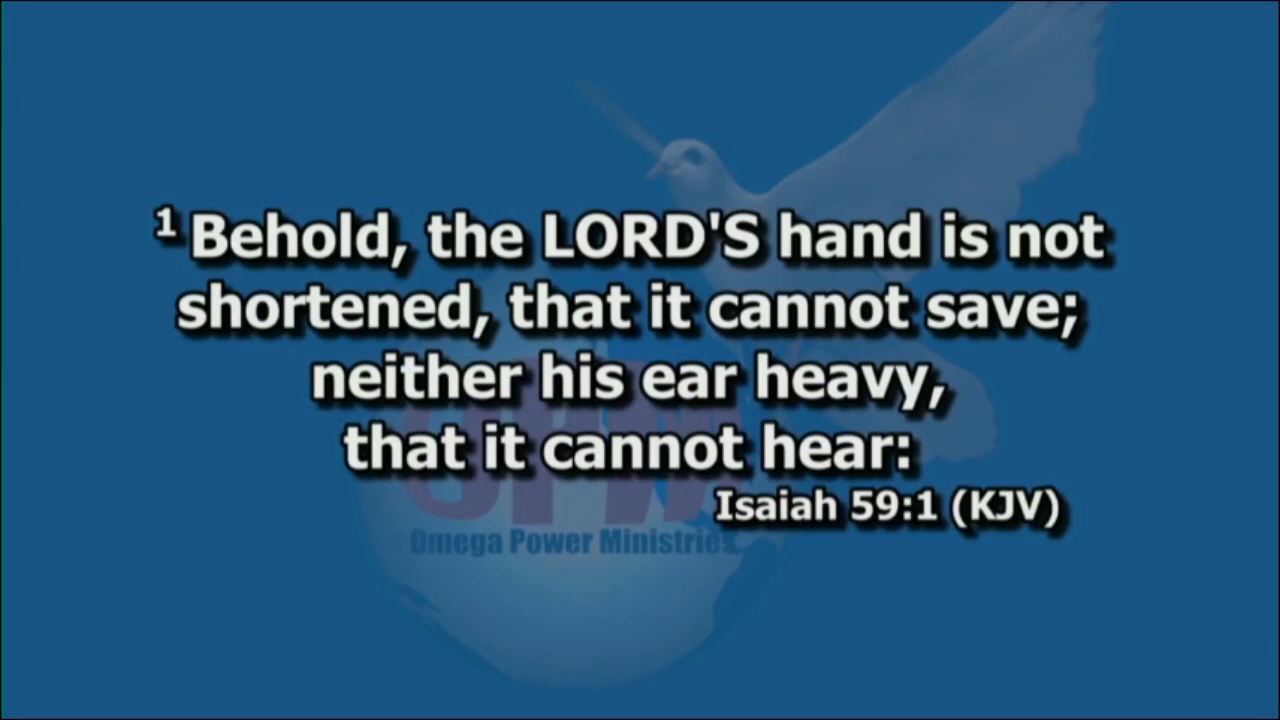 ¹ Behold, the LORD'S hand is not
shortened, that it cannot save;
neither his ear heavy,
that it cannot hear:
Isaiah 59:1 (KJV)
OPM
Omega Power Ministries